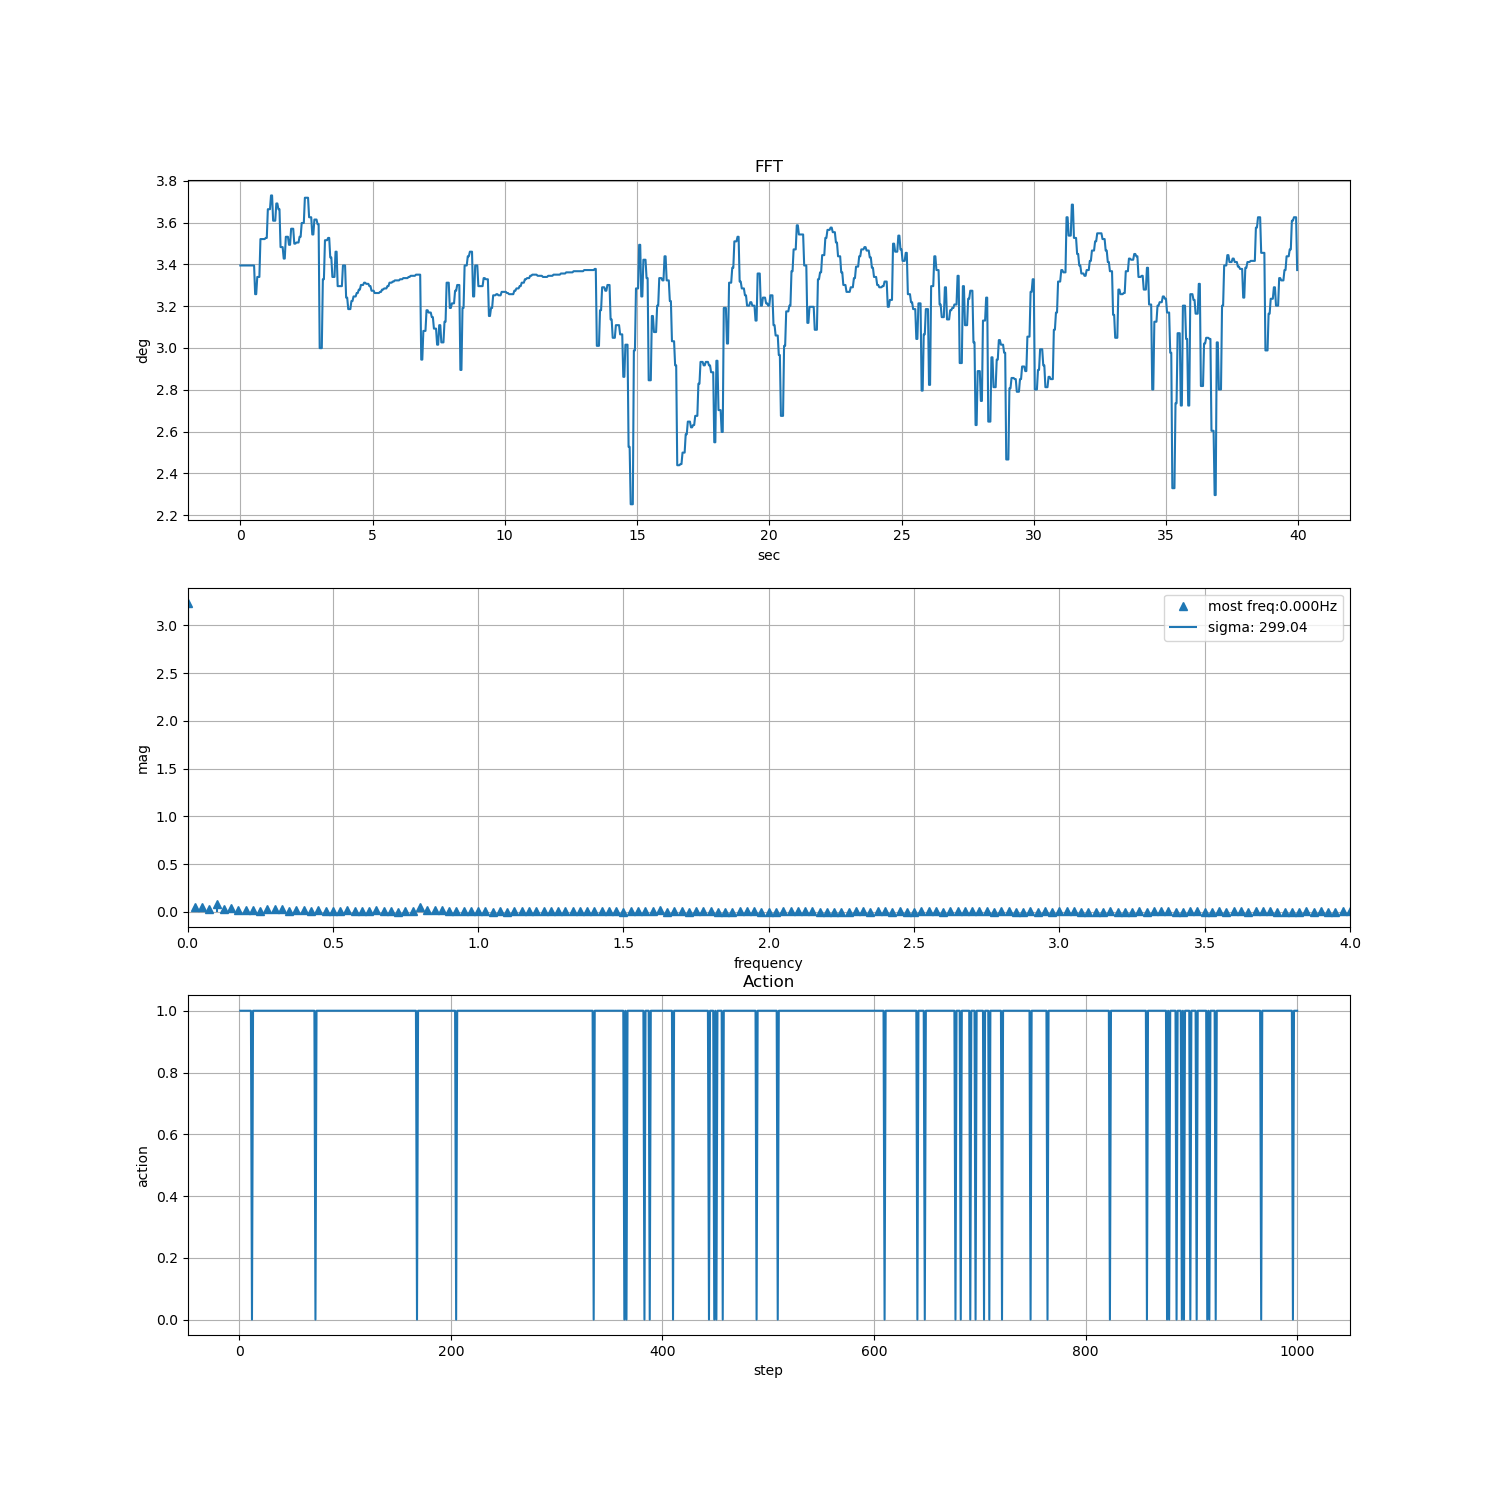 FFT
3.8
3.6
3.4
3.2
3.0
2.8
2.6
2.4
2.2
deg
0 5 10 15 20 25 30 35 40
sec
most freq:0.000Hz
sigma: 299.04
3.0
2.5
2.0
1.5
1.0
0.5
0.0
mag
0.0 0.5 1.0 1.5 2.0 2.5 3.0 3.5 4.0
frequency
Action
1.0
0.8
0.6
0.4
0.2
0.0
action
0 200 400 600 800 1000
step